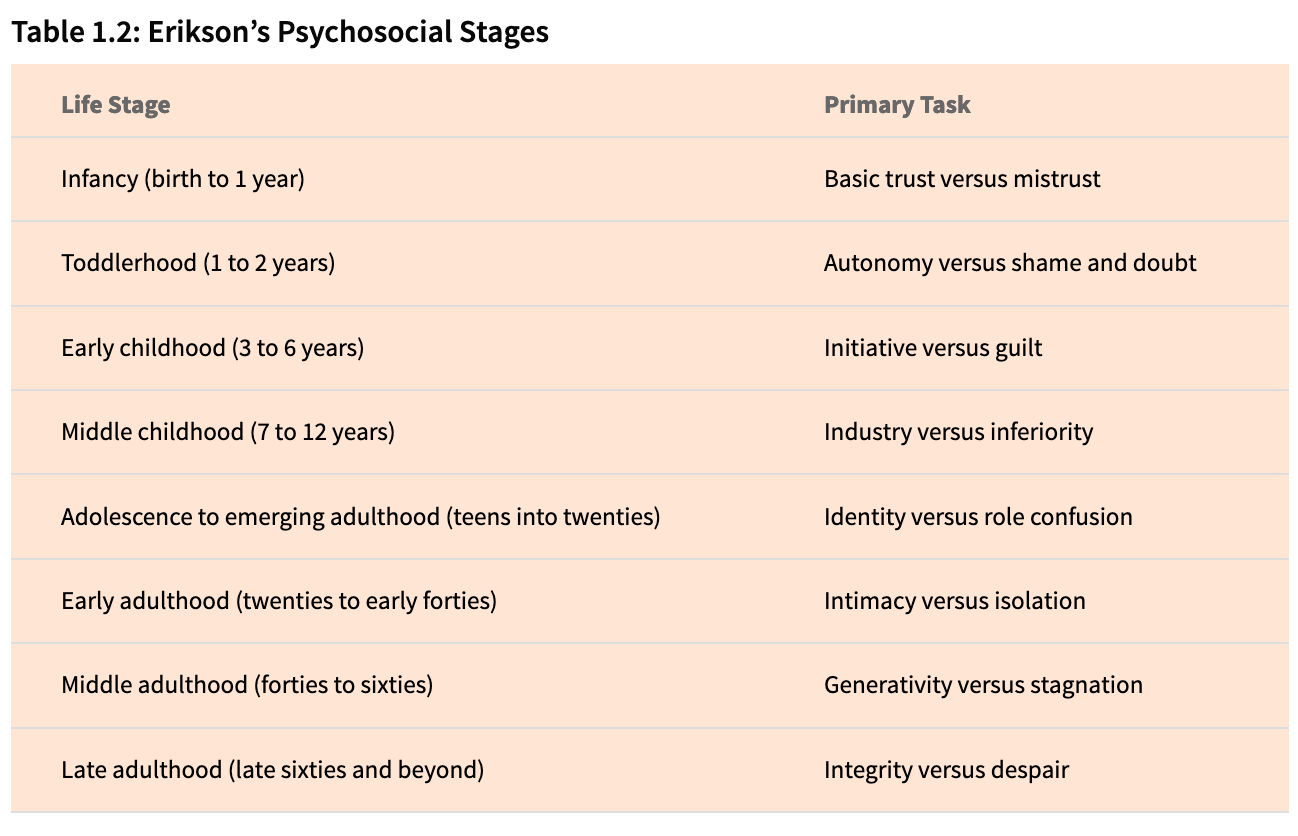 Table 1.2: Erikson’s Psychosocial Stages
Life Stage Primary Task
Infancy (birth to 1 year) Basic trust versus mistrust
Toddlerhood (1 to 2 years) Autonomy versus shame and doubt
Early childhood (3 to 6 years) Initiative versus guilt
Middle childhood (7 to 12 years) Industry versus inferiority
Adolescence to emerging adulthood (teens into twenties) Identity versus role confusion
Early adulthood (twenties to early forties) Intimacy versus isolation
Middle adulthood (forties to sixties) Generativity versus stagnation
Late adulthood (late sixties and beyond) Integrity versus despair